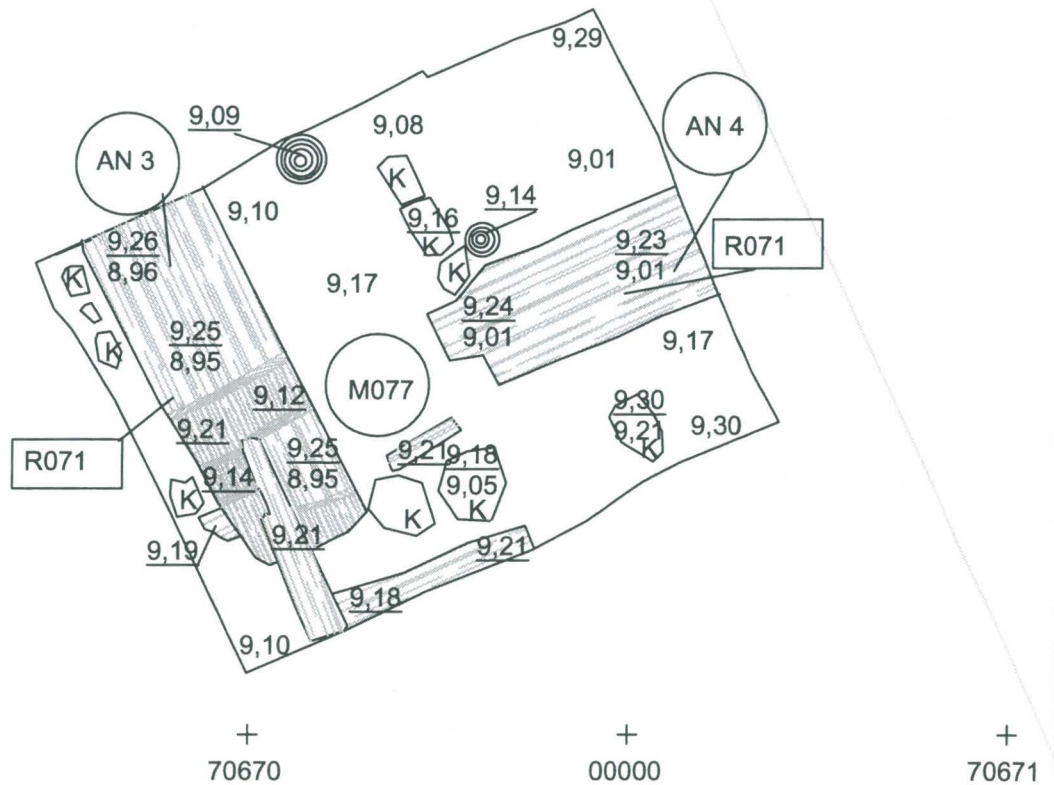 9,29
9,09
9,08
AN 4
AN 3
9,01
9,14
9,10
9,16
K
K
9,26
8,96
9,23
9,01
R071
K
K
9,17
9,24
9,01
9,25
8,95
9,17
K
M077
9,12
9,30
9,21
K
9,30
9,21
9,25
8,95
9,21
9,18
9,05
K
R071
9,14
K
K
9,21
9,19
9,21
9,18
9,10
70670
00000
70671